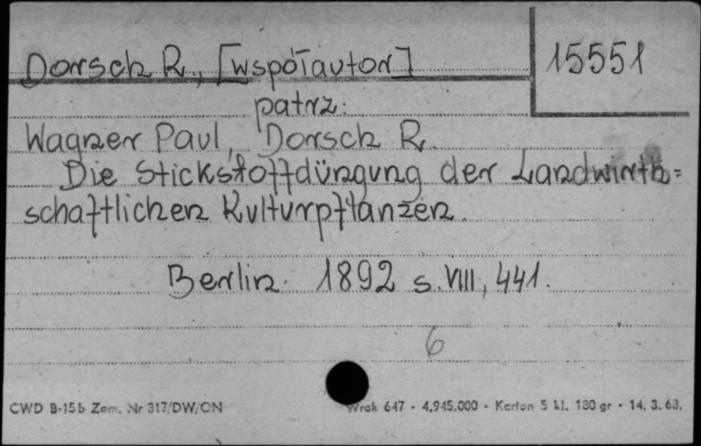 Dorsch R., [współautor] 15551
patrz:
Wagner Paul, Dorsch R.
Die Stickstoffdüngung der Landwirth=
schaftlichen Kulturpflanzen.
Berlin. 1892 s. VIII, 441.
6
CWD B-15b Zam. Nr 317/DW/ON Wrak 647 - 4.945.000 - Karton 5 kl. 180 gr - 14. 3. 63.